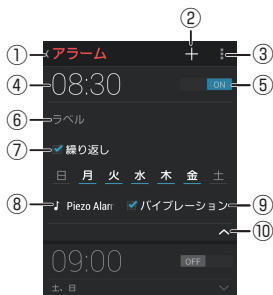 ②
① アラーム ③
④ 08:30 ON ⑤
⑥ ラベル
⑦ 繰り返し
日 月 火 水 木 金 土
⑧ Piezo Alarr バイブレーション ⑨
⑩
09:00 OFF
土、日